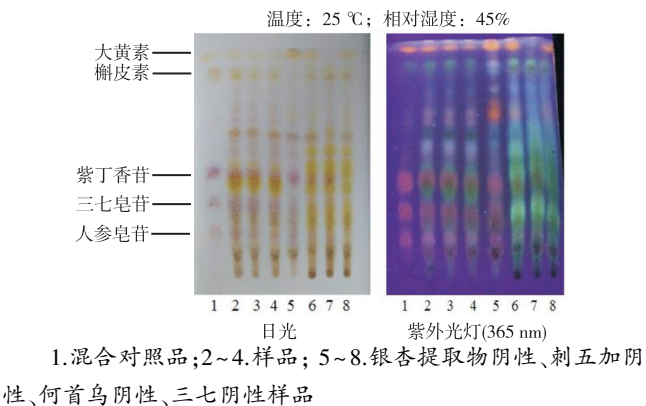 温度：25 ℃；相对湿度：45%
大黄素
槲皮素
紫丁香苷
三七皂苷
人参皂苷
1 2 3 4 5 6 7 8
1 2 3 4 5 6 7 8
日光
紫外光灯(365 nm)
1.混合对照品;2~4.样品; 5~8.银杏提取物阴性、刺五加阴
性、何首乌阴性、三七阴性样品